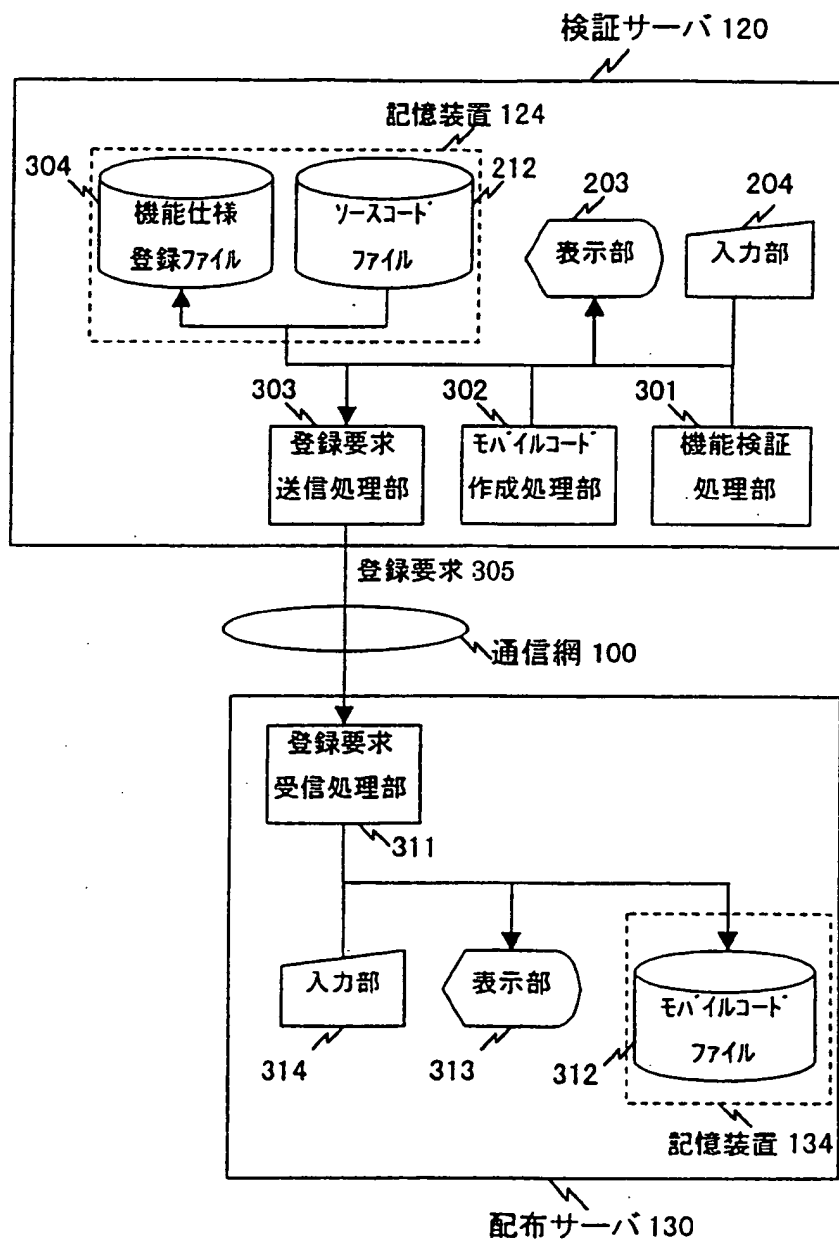 検証サーバ 120
記憶装置 124
304
212
203
204
機能仕様
登録ファイル
ソースコード
ファイル
表示部
入力部
303
302
301
登録要求
送信処理部
モバイルコード
作成処理部
機能検証
処理部
登録要求 305
通信網 100
登録要求
受信処理部
311
入力部
表示部
モバイルコード
ファイル
314
313
312
記憶装置 134
配布サーバ 130